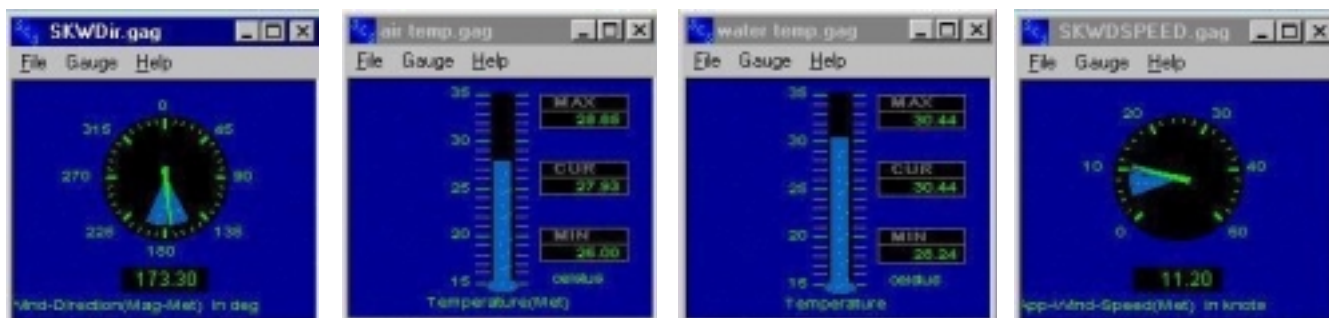 SKWDir.gag
File Gauge Help
0
315 45
270 90
225 135
180
173.30
Wind-Direction(Mag-Met) in deg
air temp.gag
File Gauge Help
35
MAX
28.65
30
CUR
27.93
25
20
MIN
26.00
15
celsius
Temperature(Met)
water temp.gag
File Gauge Help
35
MAX
30.44
30
CUR
30.44
25
20
MIN
28.24
15
celsius
Temperature
SKWDSPEED.gag
File Gauge Help
20 30
10 40
0
11.20
App-Wind-Speed(Met) in knots